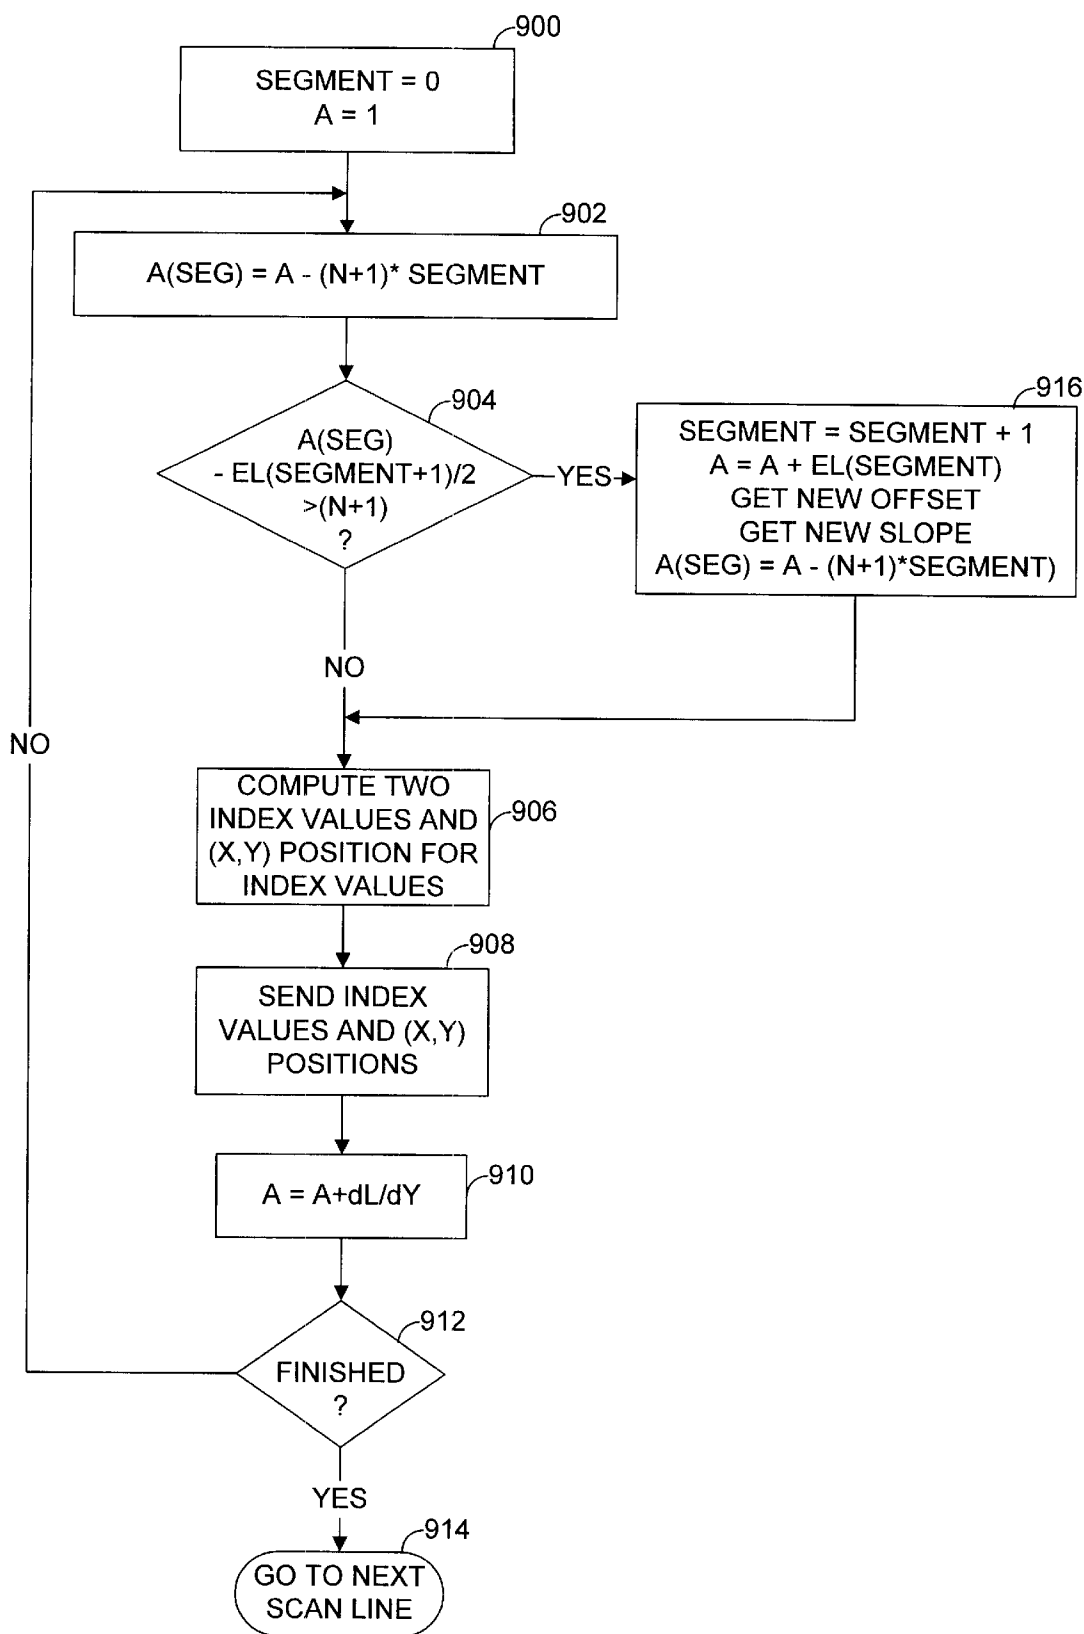 900
SEGMENT = 0
A = 1
902
A(SEG) = A - (N+1)* SEGMENT
904
A(SEG)
- EL(SEGMENT+1)/2
>(N+1)
?
YES
916
SEGMENT = SEGMENT + 1
A = A + EL(SEGMENT)
GET NEW OFFSET
GET NEW SLOPE
A(SEG) = A - (N+1)*SEGMENT)
NO
NO
COMPUTE TWO
INDEX VALUES AND
(X,Y) POSITION FOR
INDEX VALUES
906
908
SEND INDEX
VALUES AND (X,Y)
POSITIONS
A = A+dL/dY
910
912
FINISHED
?
YES
914
GO TO NEXT
SCAN LINE